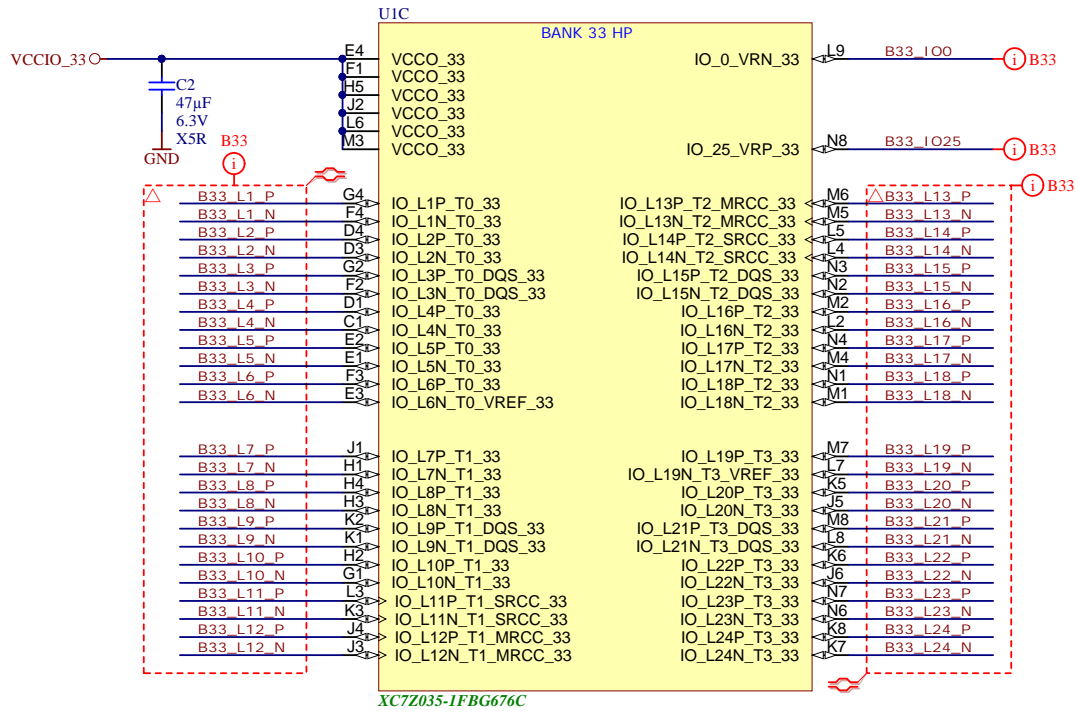 U1C
BANK 33 HP
VCCIO_33 E4 VCCO_33 IO_0_VRN_33 L9 B33_IO0 i B33
F1 VCCO_33
C2 H5 VCCO_33
47µF J2 VCCO_33
6.3V L6 VCCO_33
X5R M3 VCCO_33 IO_25_VRP_33 N8 B33_IO25 i B33
GND
B33
i
i B33
B33_L1_P G4 IO_L1P_T0_33 IO_L13P_T2_MRCC_33 M6 B33_L13_P
B33_L1_N F4 IO_L1N_T0_33 IO_L13N_T2_MRCC_33 M5 B33_L13_N
B33_L2_P D4 IO_L2P_T0_33 IO_L14P_T2_SRCC_33 L5 B33_L14_P
B33_L2_N D3 IO_L2N_T0_33 IO_L14N_T2_SRCC_33 L4 B33_L14_N
B33_L3_P G2 IO_L3P_T0_DQS_33 IO_L15P_T2_DQS_33 N3 B33_L15_P
B33_L3_N F2 IO_L3N_T0_DQS_33 IO_L15N_T2_DQS_33 N2 B33_L15_N
B33_L4_P D1 IO_L4P_T0_33 IO_L16P_T2_33 M2 B33_L16_P
B33_L4_N C1 IO_L4N_T0_33 IO_L16N_T2_33 L2 B33_L16_N
B33_L5_P E2 IO_L5P_T0_33 IO_L17P_T2_33 N4 B33_L17_P
B33_L5_N E1 IO_L5N_T0_33 IO_L17N_T2_33 M4 B33_L17_N
B33_L6_P F3 IO_L6P_T0_33 IO_L18P_T2_33 N1 B33_L18_P
B33_L6_N E3 IO_L6N_T0_VREF_33 IO_L18N_T2_33 M1 B33_L18_N
B33_L7_P J1 IO_L7P_T1_33 IO_L19P_T3_33 M7 B33_L19_P
B33_L7_N H1 IO_L7N_T1_33 IO_L19N_T3_VREF_33 L7 B33_L19_N
B33_L8_P H4 IO_L8P_T1_33 IO_L20P_T3_33 K5 B33_L20_P
B33_L8_N H3 IO_L8N_T1_33 IO_L20N_T3_33 J5 B33_L20_N
B33_L9_P K2 IO_L9P_T1_DQS_33 IO_L21P_T3_DQS_33 M8 B33_L21_P
B33_L9_N K1 IO_L9N_T1_DQS_33 IO_L21N_T3_DQS_33 L8 B33_L21_N
B33_L10_P H2 IO_L10P_T1_33 IO_L22P_T3_33 K6 B33_L22_P
B33_L10_N G1 IO_L10N_T1_33 IO_L22N_T3_33 J6 B33_L22_N
B33_L11_P L3 IO_L11P_T1_SRCC_33 IO_L23P_T3_33 N7 B33_L23_P
B33_L11_N K3 IO_L11N_T1_SRCC_33 IO_L23N_T3_33 N6 B33_L23_N
B33_L12_P J4 IO_L12P_T1_MRCC_33 IO_L24P_T3_33 K8 B33_L24_P
B33_L12_N J3 IO_L12N_T1_MRCC_33 IO_L24N_T3_33 K7 B33_L24_N
XC7Z035-1FBG676C